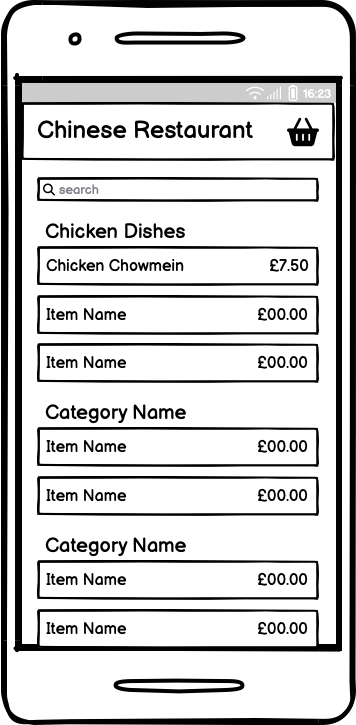 16:23
Chinese Restaurant
search
Chicken Dishes
Chicken Chowmein £7.50
Item Name £00.00
Item Name £00.00
Category Name
Item Name £00.00
Item Name £00.00
Category Name
Item Name £00.00
Item Name £00.00